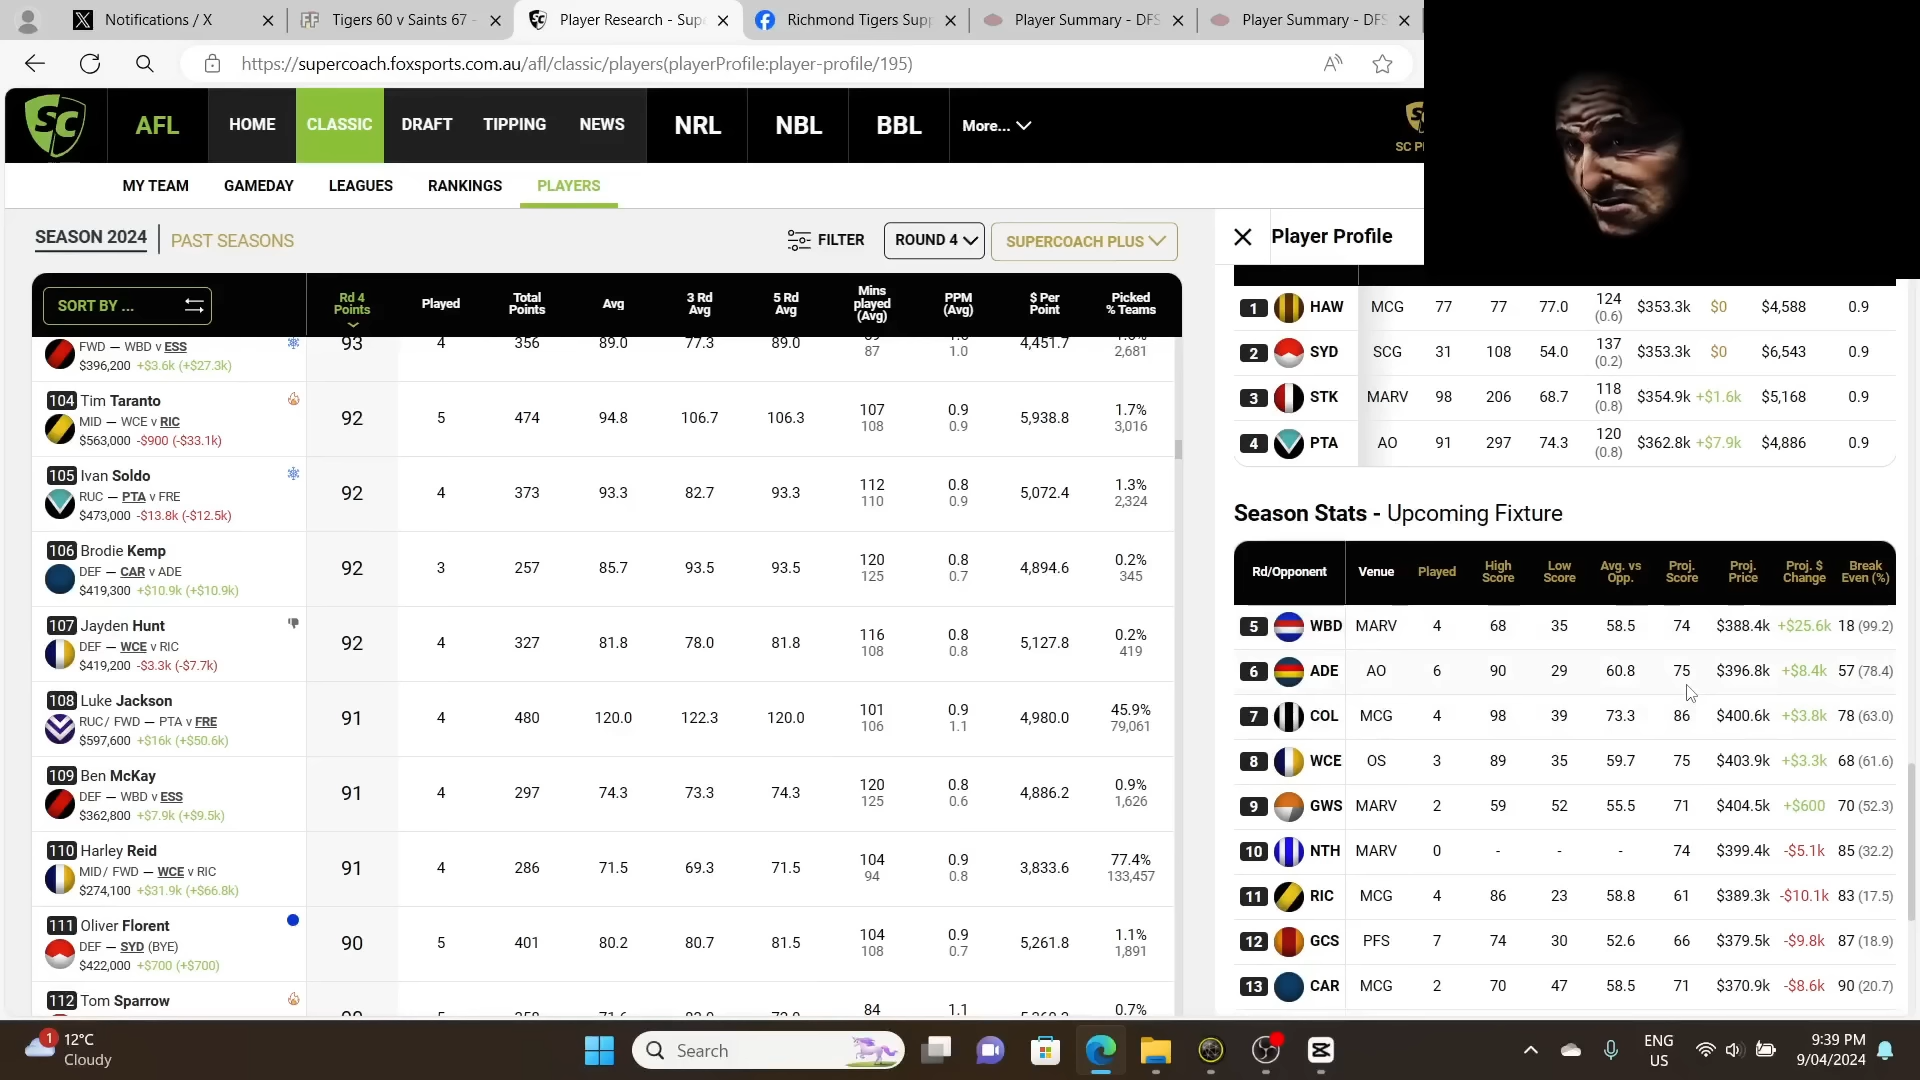 Notifications / X
Tigers 60 v Saints 67 -
Player Research - Sup
Richmond Tigers Supp
Player Summary - DFS
Player Summary - DFS
https://supercoach.foxsports.com.au/afl/classic/players(playerProfile:player-profile/195)
SC AFL HOME CLASSIC DRAFT TIPPING NEWS NRL NBL BBL More...
SC
MY TEAM GAMEDAY LEAGUES RANKINGS PLAYERS
SEASON 2024 PAST SEASONS FILTER ROUND 4 SUPERCOACH PLUS
SORT BY ... Rd 4 Points Played Total Points Avg 3 Rd Avg 5 Rd Avg Mins played (Avg) PPM (Avg) $ Per Point Picked % Teams
FWD — WBD v ESS
$396,200 +$3.6k (+$27.3k)
93 4 356 89.0 77.3 89.0 87 1.0 4,451.7 2,681
104 Tim Taranto
MID — WCE v RIC
$563,000 -$900 (-$33.1k)
92 5 474 94.8 106.7 106.3 107 108 0.9 0.9 5,938.8 1.7% 3,016
105 Ivan Soldo
RUC — PTA v FRE
$473,000 -$13.8k (-$12.5k)
92 4 373 93.3 82.7 93.3 112 110 0.8 0.9 5,072.4 1.3% 2,324
106 Brodie Kemp
DEF — CAR v ADE
$419,300 +$10.9k (+$10.9k)
92 3 257 85.7 93.5 93.5 120 125 0.8 0.7 4,894.6 0.2% 345
107 Jayden Hunt
DEF — WCE v RIC
$419,200 -$3.3k (-$7.7k)
92 4 327 81.8 78.0 81.8 116 108 0.8 0.8 5,127.8 0.2% 419
108 Luke Jackson
RUC/ FWD — PTA v FRE
$597,600 +$16k (+$50.6k)
91 4 480 120.0 122.3 120.0 101 106 0.9 1.1 4,980.0 45.9% 79,061
109 Ben McKay
DEF — WBD v ESS
$362,800 +$7.9k (+$9.5k)
91 4 297 74.3 73.3 74.3 120 125 0.8 0.6 4,886.2 0.9% 1,626
110 Harley Reid
MID/ FWD — WCE v RIC
$274,100 +$31.9k (+$66.8k)
91 4 286 71.5 69.3 71.5 104 94 0.9 0.8 3,833.6 77.4% 133,457
111 Oliver Florent
DEF — SYD (BYE)
$422,000 +$700 (+$700)
90 5 401 80.2 80.7 81.5 104 108 0.9 0.7 5,261.8 1.1% 1,891
112 Tom Sparrow
84 1.1 0.7%
Player Profile
1 HAW MCG 77 77 77.0 124 (0.6) $353.3k $0 $4,588 0.9
2 SYD SCG 31 108 54.0 137 (0.2) $353.3k $0 $6,543 0.9
3 STK MARV 98 206 68.7 118 (0.8) $354.9k +$1.6k $5,168 0.9
4 PTA AO 91 297 74.3 120 (0.8) $362.8k +$7.9k $4,886 0.9
Season Stats - Upcoming Fixture
Rd/Opponent Venue Played High Score Low Score Avg. vs Opp. Proj. Score Proj. Price Proj. $ Change Break Even (%)
5 WBD MARV 4 68 35 58.5 74 $388.4k +$25.6k 18 (99.2)
6 ADE AO 6 90 29 60.8 75 $396.8k +$8.4k 57 (78.4)
7 COL MCG 4 98 39 73.3 86 $400.6k +$3.8k 78 (63.0)
8 WCE OS 3 89 35 59.7 75 $403.9k +$3.3k 68 (61.6)
9 GWS MARV 2 59 52 55.5 71 $404.5k +$600 70 (52.3)
10 NTH MARV 0 - - - 74 $399.4k -$5.1k 85 (32.2)
11 RIC MCG 4 86 23 58.8 61 $389.3k -$10.1k 83 (17.5)
12 GCS PFS 7 74 30 52.6 66 $379.5k -$9.8k 87 (18.9)
13 CAR MCG 2 70 47 58.5 71 $370.9k -$8.6k 90 (20.7)
1 12°C
Cloudy
Search
ENG
US
9:39 PM
9/04/2024